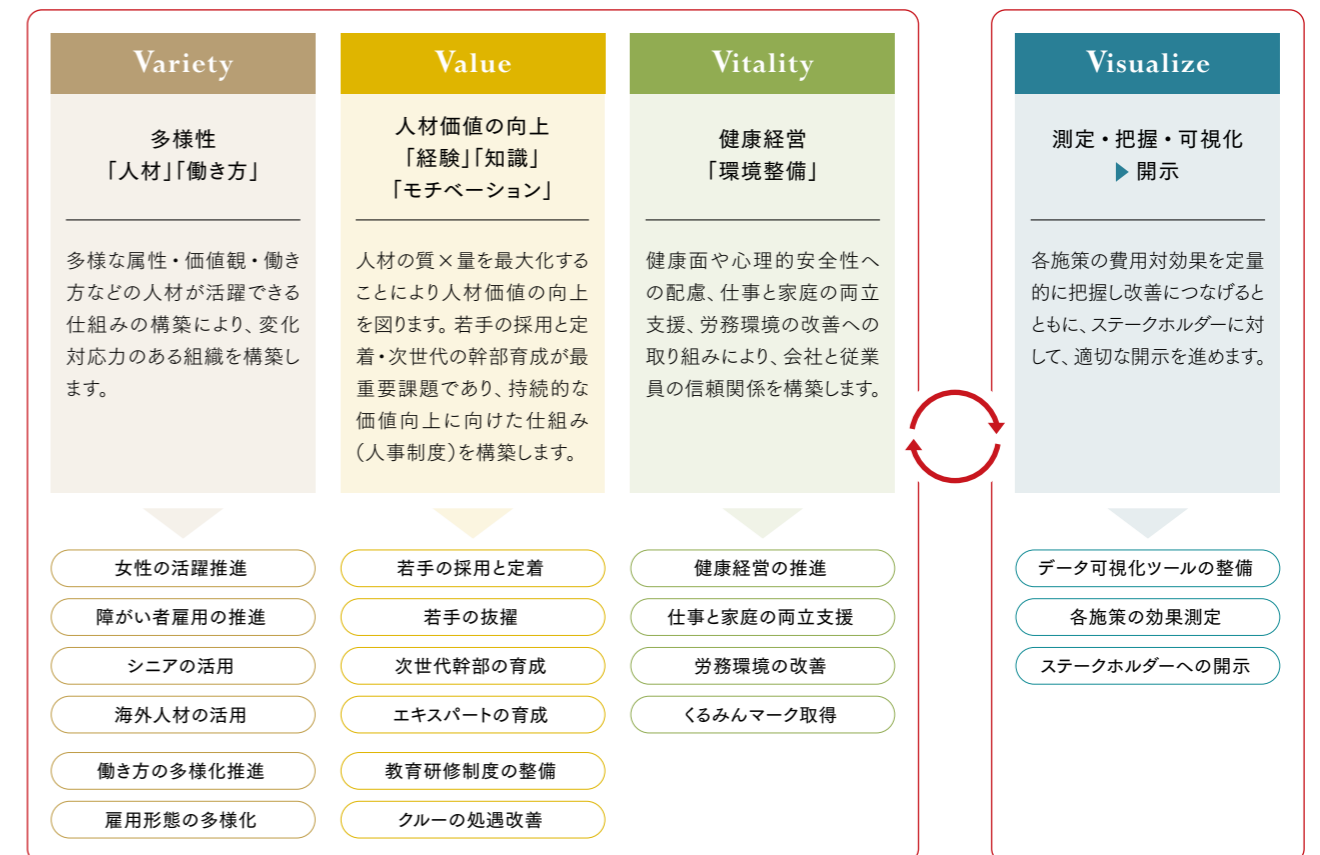 Variety
多様性
「人材」「働き方」
多様な属性・価値観・働き
方などの人材が活躍できる
仕組みの構築により、変化
対応力のある組織を構築し
ます。
女性の活躍推進
障がい者雇用の推進
シニアの活用
海外人材の活用
働き方の多様化推進
雇用形態の多様化
Value
人材価値の向上
「経験」「知識」
「モチベーション」
人材の質×量を最大化する
ことにより人材価値の向上
を図ります。若手の採用と定
着・次世代の幹部育成が最
重要課題であり、持続的な
価値向上に向けた仕組み
（人事制度）を構築します。
若手の採用と定着
若手の抜擢
次世代幹部の育成
エキスパートの育成
教育研修制度の整備
クルーの処遇改善
Vitality
健康経営
「環境整備」
健康面や心理的安全性へ
の配慮、仕事と家庭の両立
支援、労務環境の改善への
取り組みにより、会社と従業
員の信頼関係を構築します。
健康経営の推進
仕事と家庭の両立支援
労務環境の改善
くるみんマーク取得
Visualize
測定・把握・可視化
▶開示
各施策の費用対効果を定量
的に把握し改善につなげると
ともに、ステークホルダーに対
して、適切な開示を進めます。
データ可視化ツールの整備
各施策の効果測定
ステークホルダーへの開示